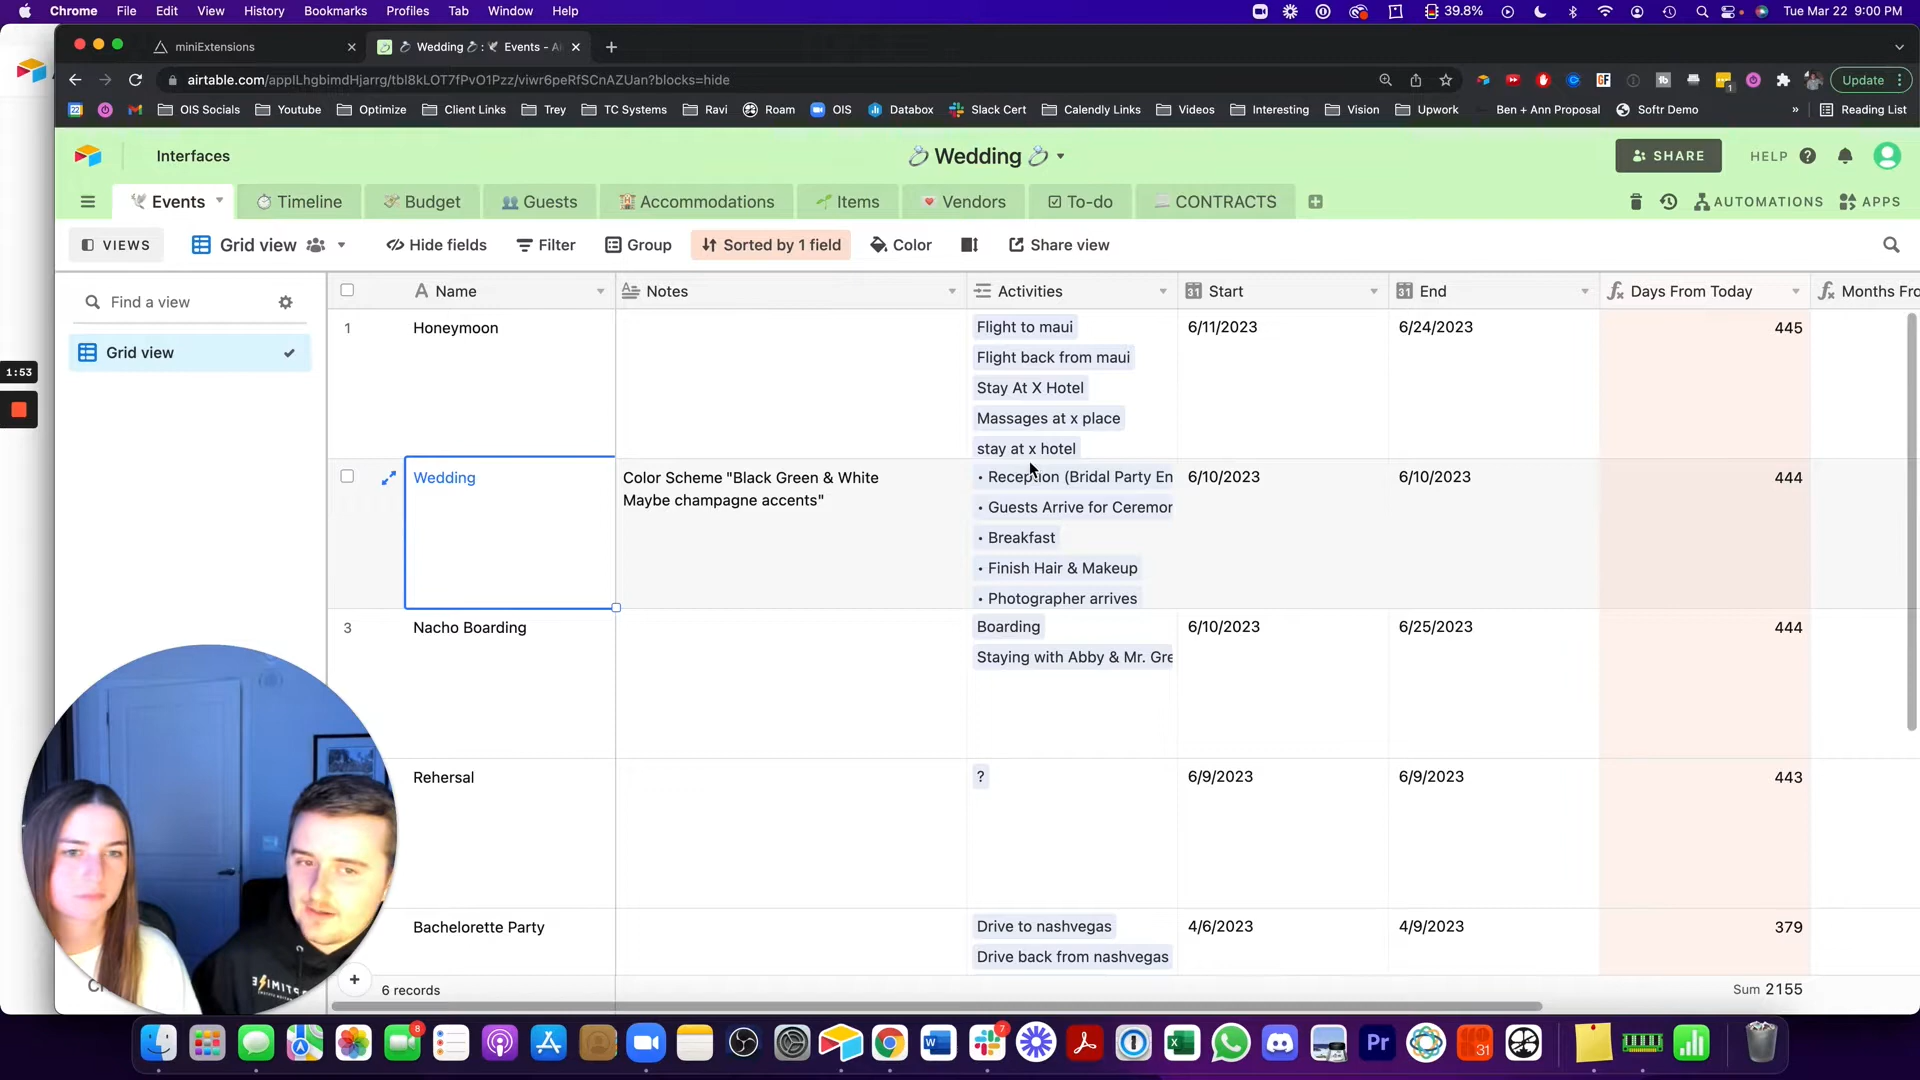 Chrome File Edit View History Bookmarks Profiles Tab Window Help
39.8% Tue Mar 22 9:00 PM
miniExtensions
Wedding : Events - Ai
airtable.com/appILhgbimdHjarrg/tbl8kLOT7fPvO1Pzz/viwr6peRfSCnAZUan?blocks=hide
Update
22 OIS Socials Youtube Optimize Client Links Trey TC Systems Ravi Roam OIS Databox Slack Cert Calendly Links Videos Interesting Vision Upwork Ben + Ann Proposal Softr Demo » Reading List
Interfaces
Wedding
SHARE HELP
Events Timeline Budget Guests Accommodations Items Vendors To-do CONTRACTS
AUTOMATIONS APPS
VIEWS Grid view Hide fields Filter Group Sorted by 1 field Color Share view
Find a view
Grid view
Name Notes Activities Start End Days From Today Months Fro
1 Honeymoon
Flight to maui
Flight back from maui
Stay At X Hotel
Massages at x place
stay at x hotel
6/11/2023 6/24/2023 445
Wedding
Color Scheme "Black Green & White
Maybe champagne accents"
• Reception (Bridal Party En
• Guests Arrive for Ceremor
• Breakfast
• Finish Hair & Makeup
• Photographer arrives
6/10/2023 6/10/2023 444
3 Nacho Boarding
Boarding
Staying with Abby & Mr. Gre
6/10/2023 6/25/2023 444
Rehersal ? 6/9/2023 6/9/2023 443
Bachelorette Party
Drive to nashvegas
Drive back from nashvegas
4/6/2023 4/9/2023 379
+ 6 records Sum 2155
1:53
8
7
W
Pr
31